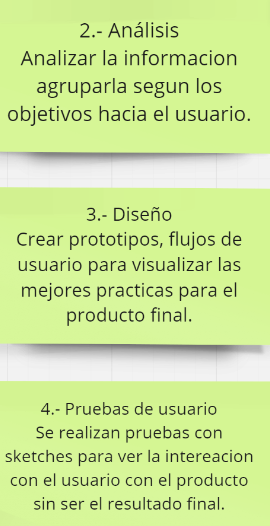 2.- Análisis
Analizar la informacion
agruparla segun los
objetivos hacia el usuario.
3.- Diseño
Crear prototipos, flujos de
usuario para visualizar las
mejores practicas para el
producto final.
4.- Pruebas de usuario
Se realizan pruebas con
sketches para ver la intereacion
con el usuario con el producto
sin ser el resultado final.